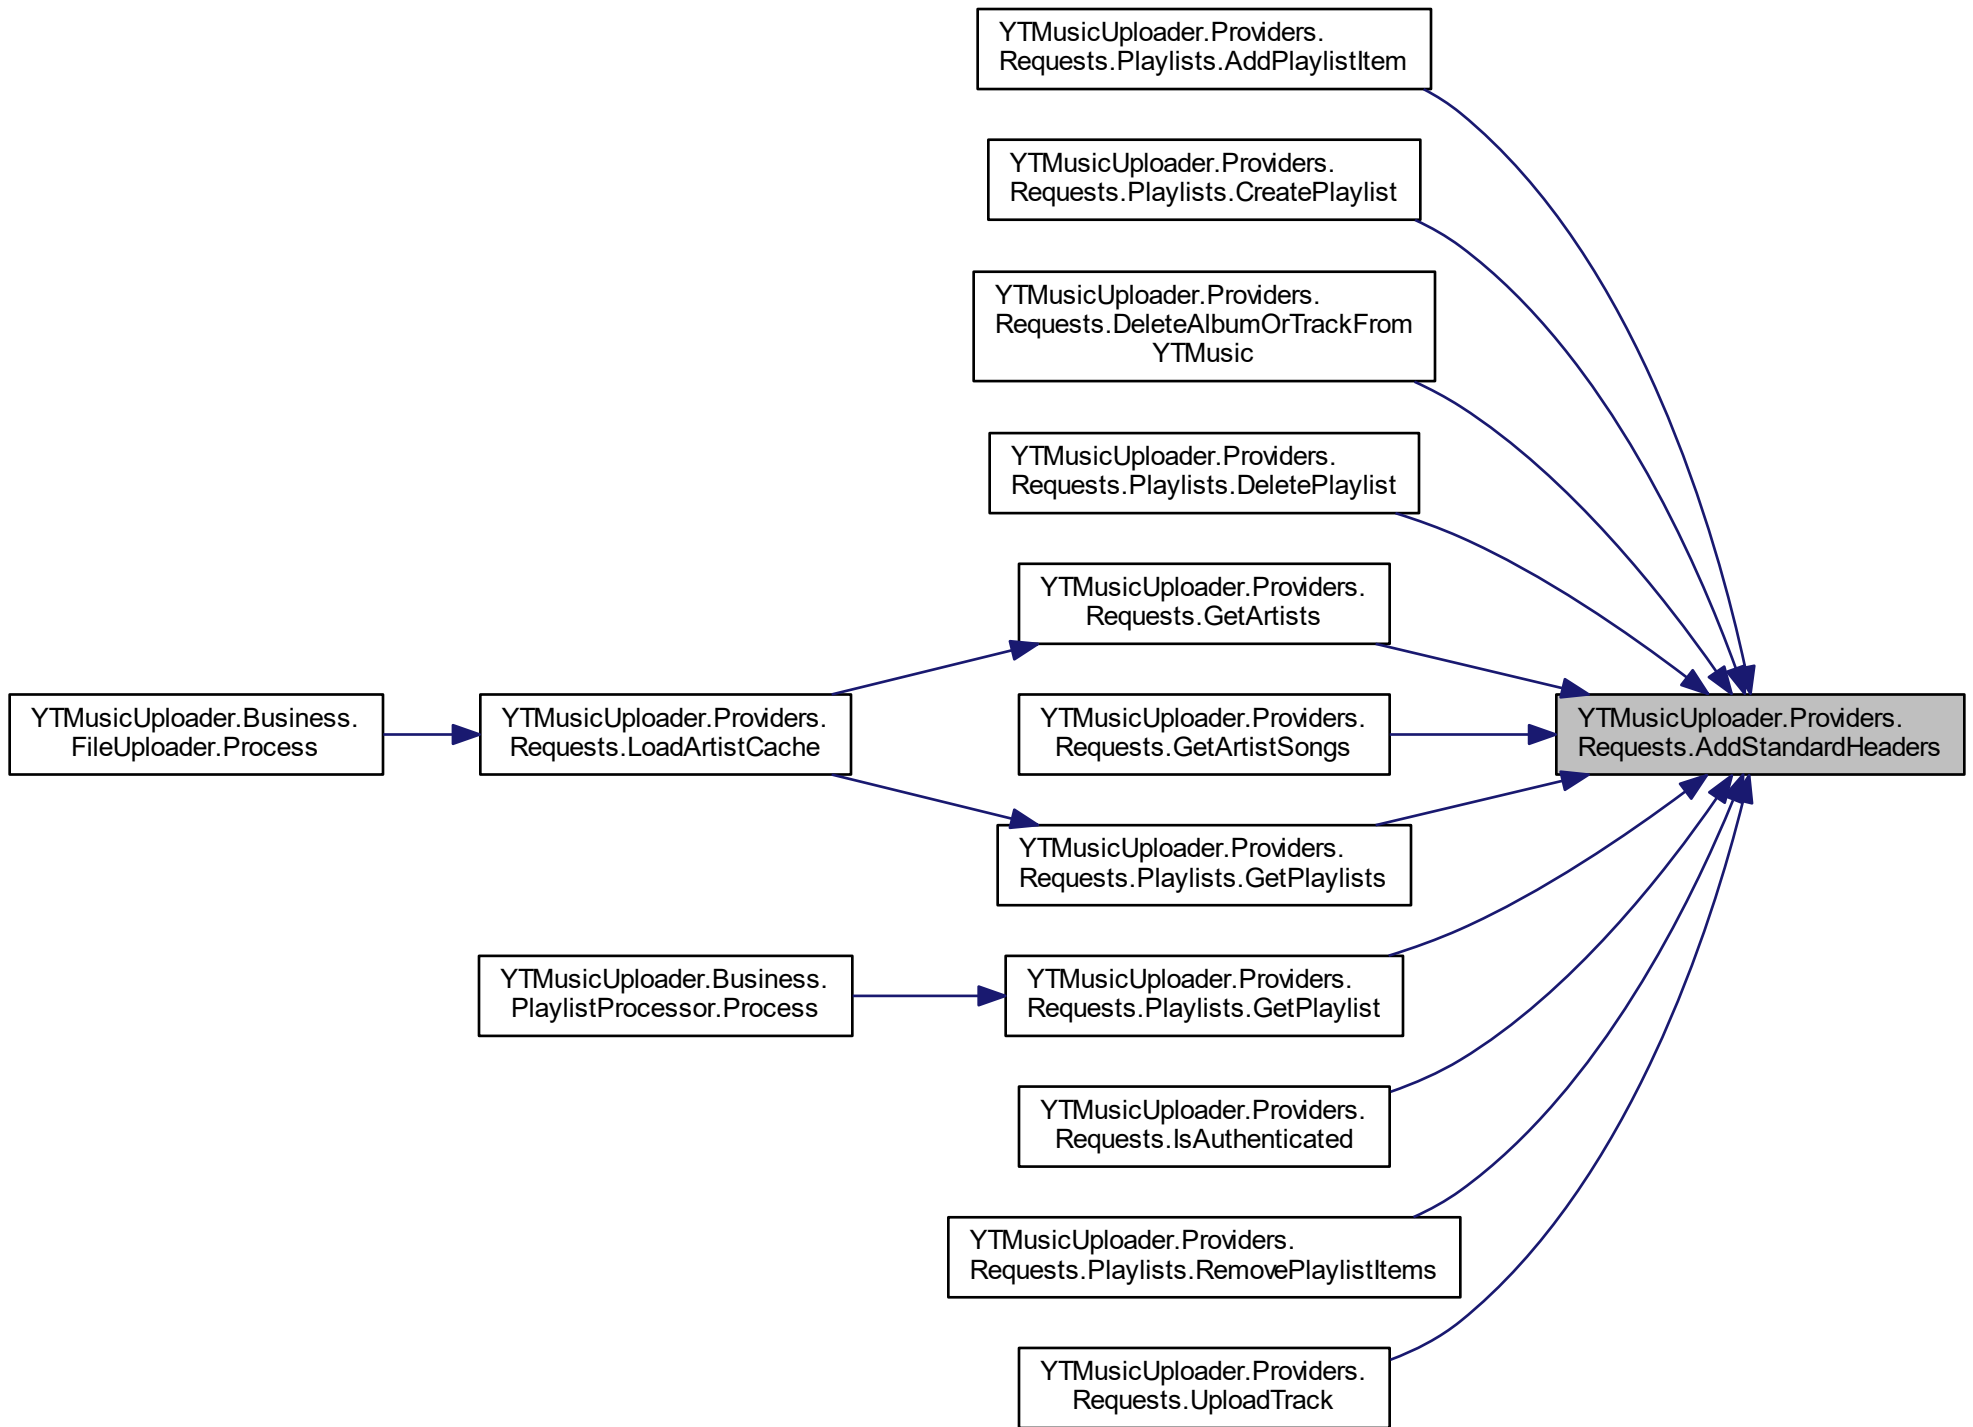 YTMusicUploader.Providers.
Requests.Playlists.AddPlaylistItem
YTMusicUploader.Providers.
Requests.Playlists.CreatePlaylist
YTMusicUploader.Providers.
Requests.DeleteAlbumOrTrackFrom
YTMusic
YTMusicUploader.Providers.
Requests.Playlists.DeletePlaylist
YTMusicUploader.Providers.
Requests.GetArtists
YTMusicUploader.Business.
FileUploader.Process
YTMusicUploader.Providers.
Requests.LoadArtistCache
YTMusicUploader.Providers.
Requests.GetArtistSongs
YTMusicUploader.Providers.
Requests.AddStandardHeaders
YTMusicUploader.Providers.
Requests.Playlists.GetPlaylists
YTMusicUploader.Business.
PlaylistProcessor.Process
YTMusicUploader.Providers.
Requests.Playlists.GetPlaylist
YTMusicUploader.Providers.
Requests.IsAuthenticated
YTMusicUploader.Providers.
Requests.Playlists.RemovePlaylistItems
YTMusicUploader.Providers.
Requests.UploadTrack